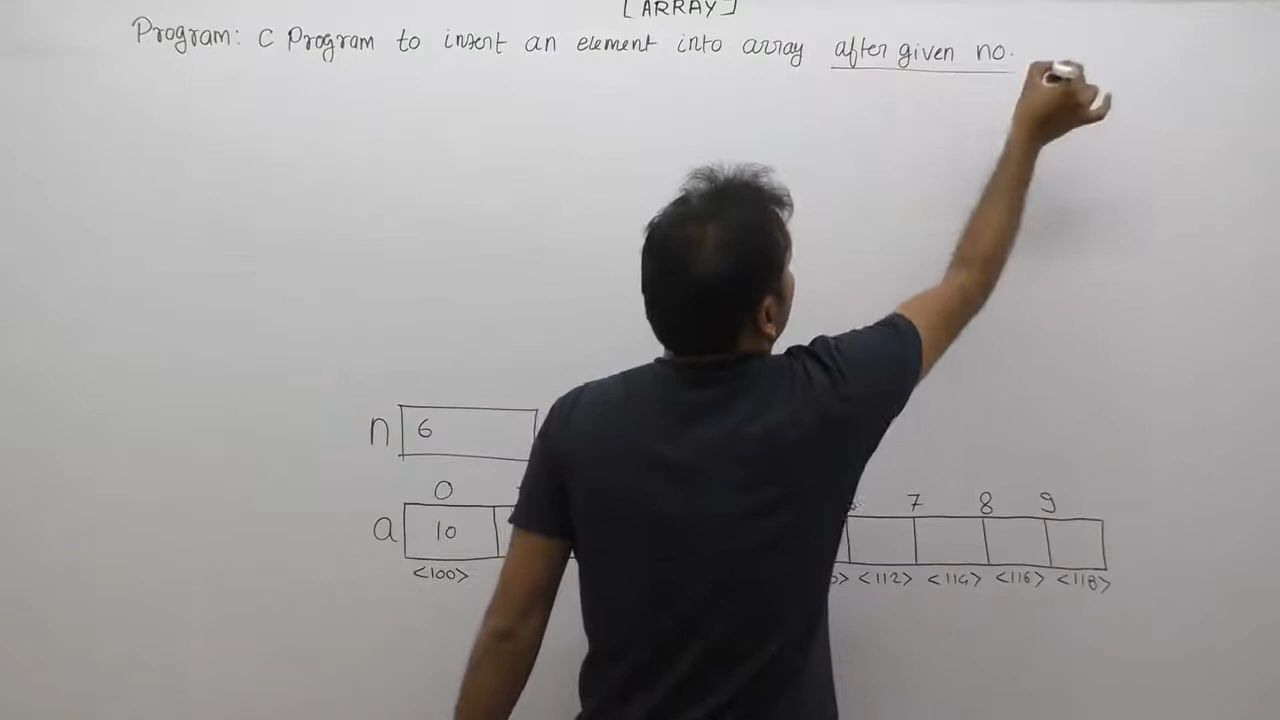 [ARRAY]
Program: C Program to insert an element into array after given no.
n 6
0 7 8 9
a 10
<100> <112> <114> <116> <118>